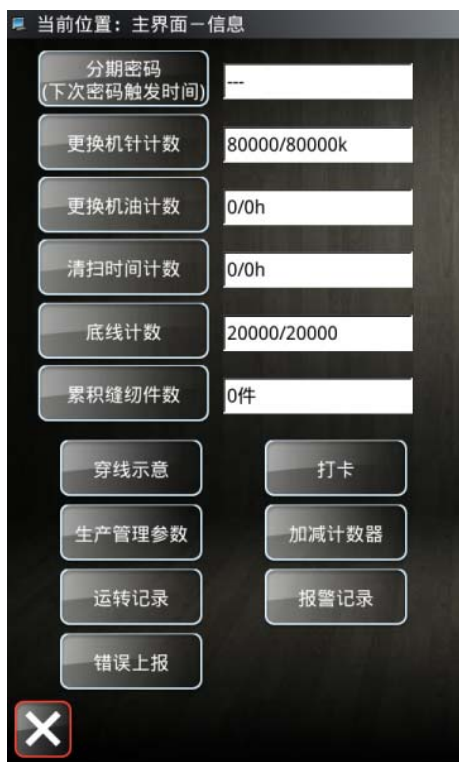 当前位置：主界面－信息
分期密码
(下次密码触发时间)
---
更换机针计数
80000/80000k
更换机油计数
0/0h
清扫时间计数
0/0h
底线计数
20000/20000
累积缝纫件数
0件
穿线示意
打卡
生产管理参数
加减计数器
运转记录
报警记录
错误上报